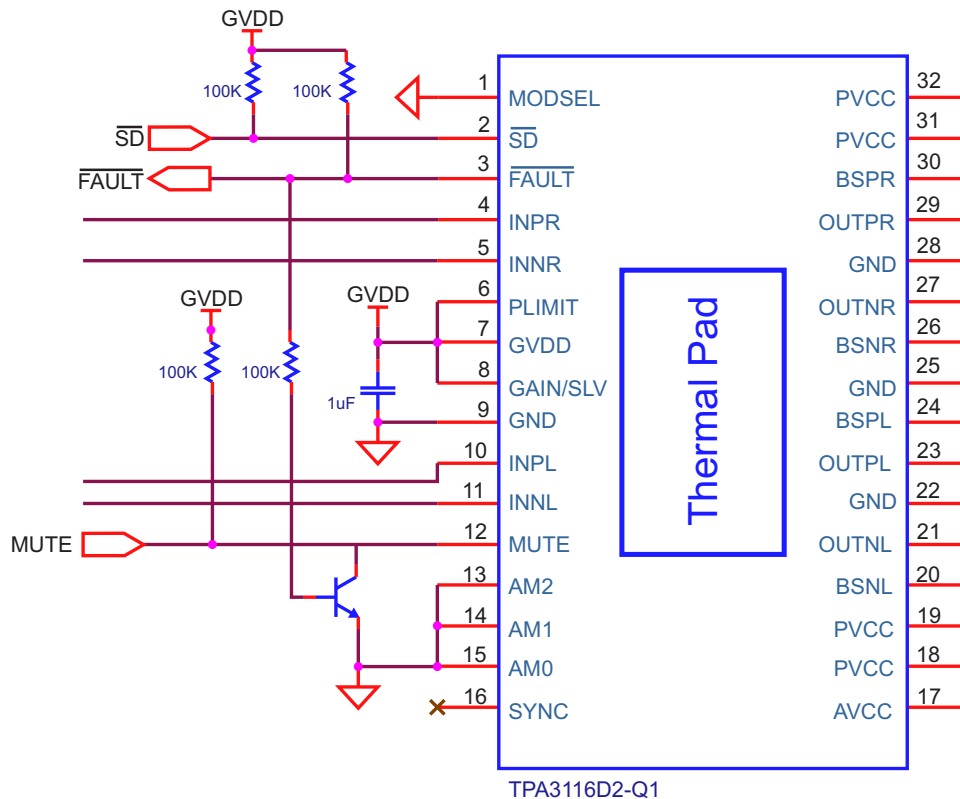 GVDD
100K
100K
SD
FAULT
GVDD
100K
100K
GVDD
1uF
MUTE
1
MODSEL
2
SD
3
FAULT
4
INPR
5
INNR
6
PLIMIT
7
GVDD
8
GAIN/SLV
9
GND
10
INPL
11
INNL
12
MUTE
13
AM2
14
AM1
15
AM0
16
SYNC
Thermal Pad
PVCC
32
PVCC
31
BSPR
30
OUTPR
29
GND
28
OUTNR
27
BSNR
26
GND
25
BSPL
24
OUTPL
23
GND
22
OUTNL
21
BSNL
20
PVCC
19
PVCC
18
AVCC
17
TPA3116D2-Q1